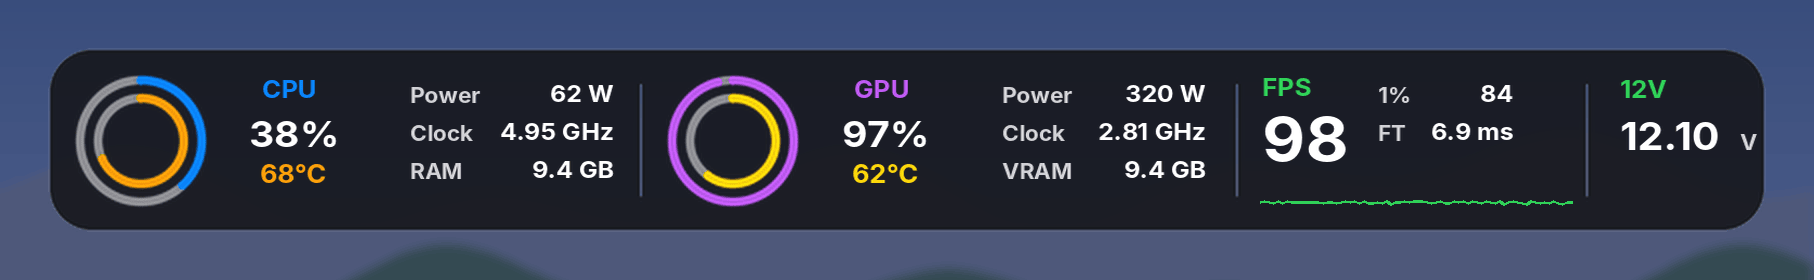 CPU
38%
68°C
Power 62 W
Clock 4.95 GHz
RAM 9.4 GB
GPU
97%
62°C
Power 320 W
Clock 2.81 GHz
VRAM 9.4 GB
FPS
98
1% 84
FT 6.9 ms
12V
12.10 V